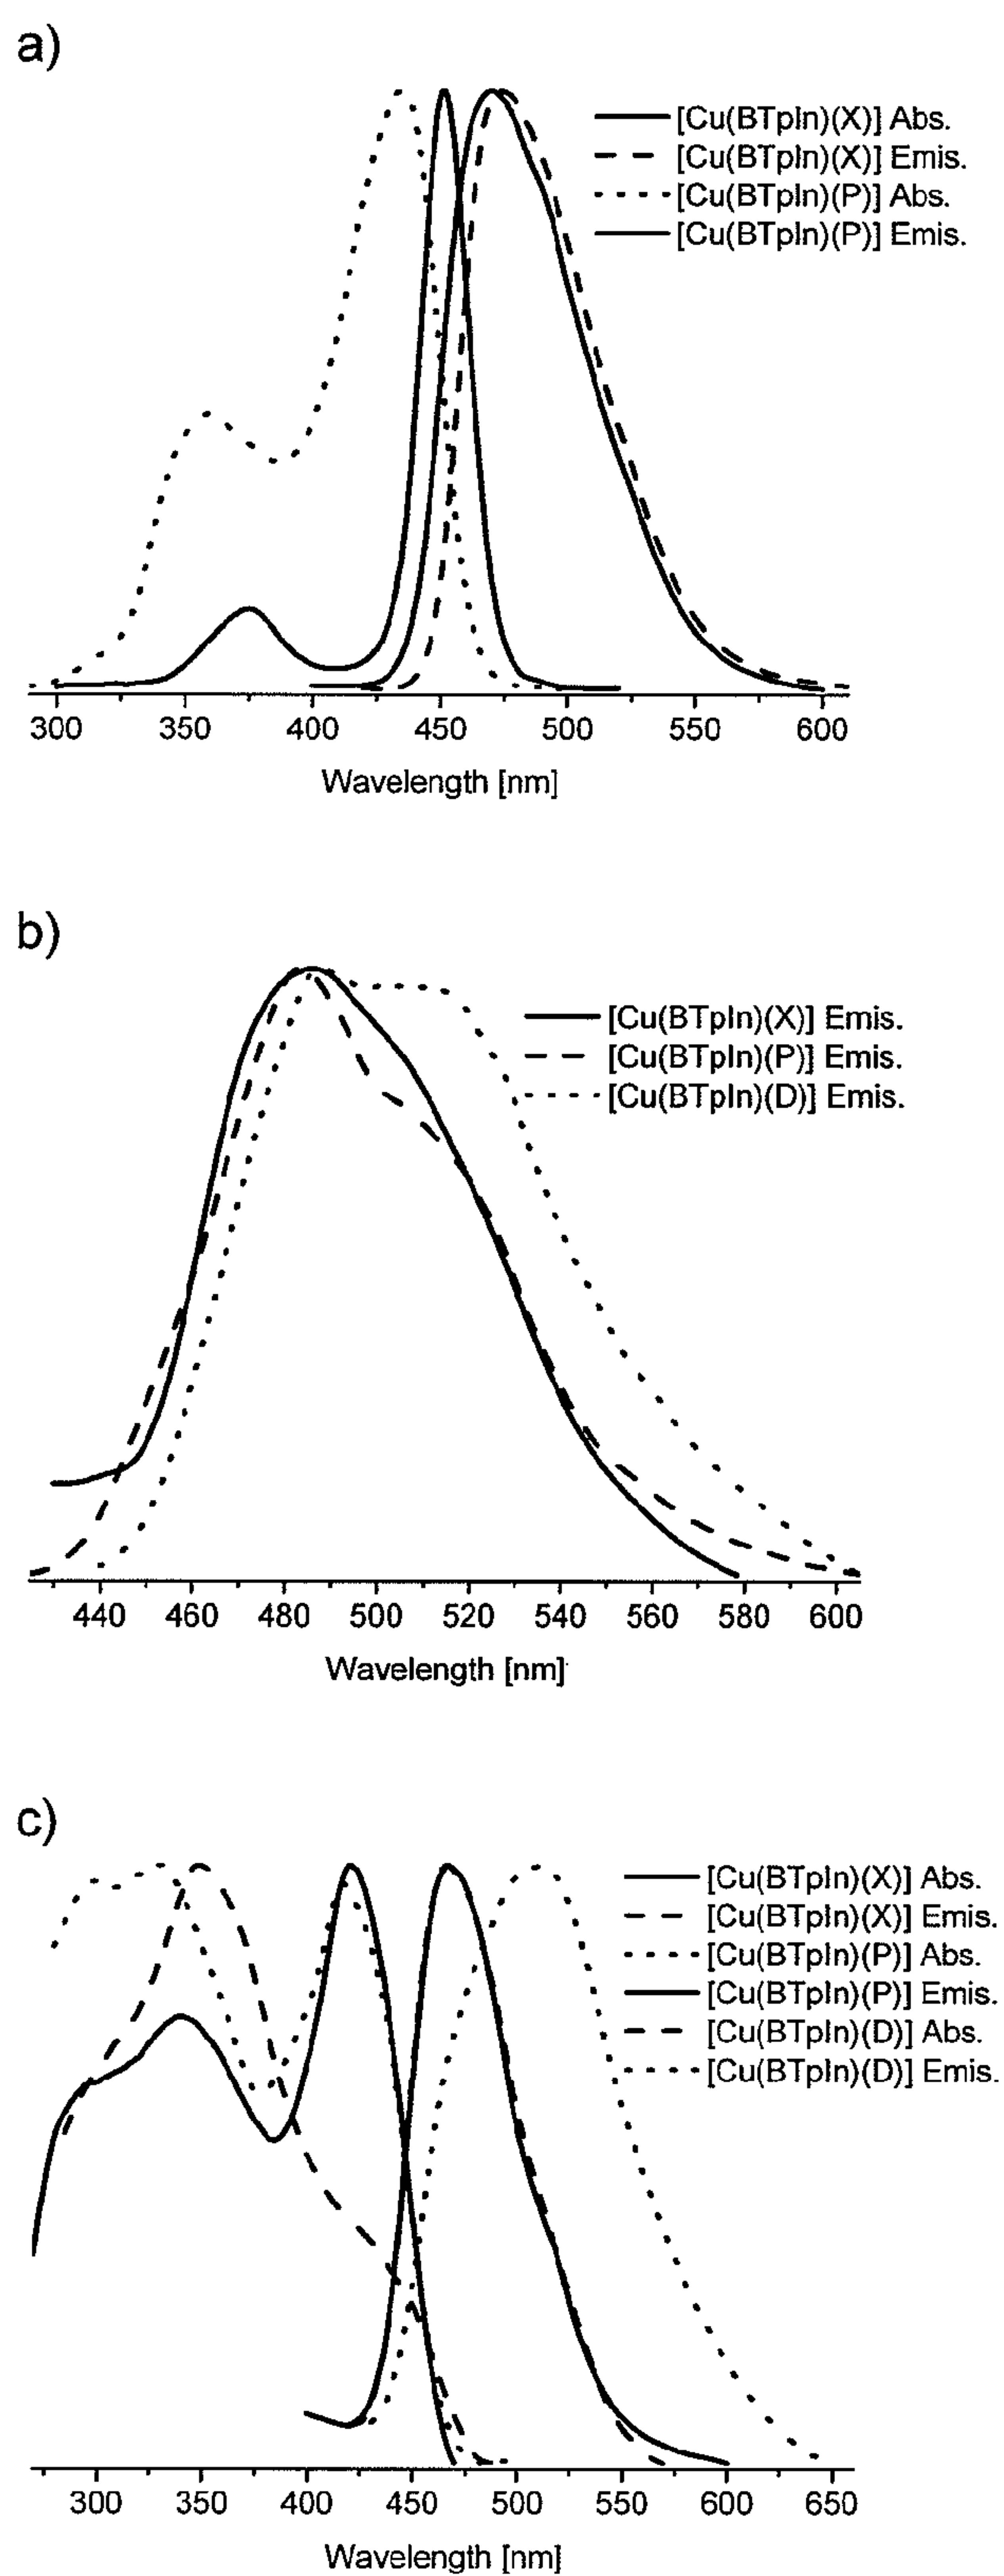 a)
[Cu(BTpIn)(X)] Abs.
[Cu(BTpIn)(X)] Emis.
[Cu(BTpIn)(P)] Abs.
[Cu(BTpIn)(P)] Emis.
300 350 400 450 500 550 600
Wavelength [nm]
b)
[Cu(BTpIn)(X)] Emis.
[Cu(BTpIn)(P)] Emis.
[Cu(BTpIn)(D)] Emis.
440 460 480 500 520 540 560 580 600
Wavelength [nm]
c)
[Cu(BTpIn)(X)] Abs.
[Cu(BTpIn)(X)] Emis.
[Cu(BTpIn)(P)] Abs.
[Cu(BTpIn)(P)] Emis.
[Cu(BTpIn)(D)] Abs.
[Cu(BTpIn)(D)] Emis.
300 350 400 450 500 550 600 650
Wavelength [nm]